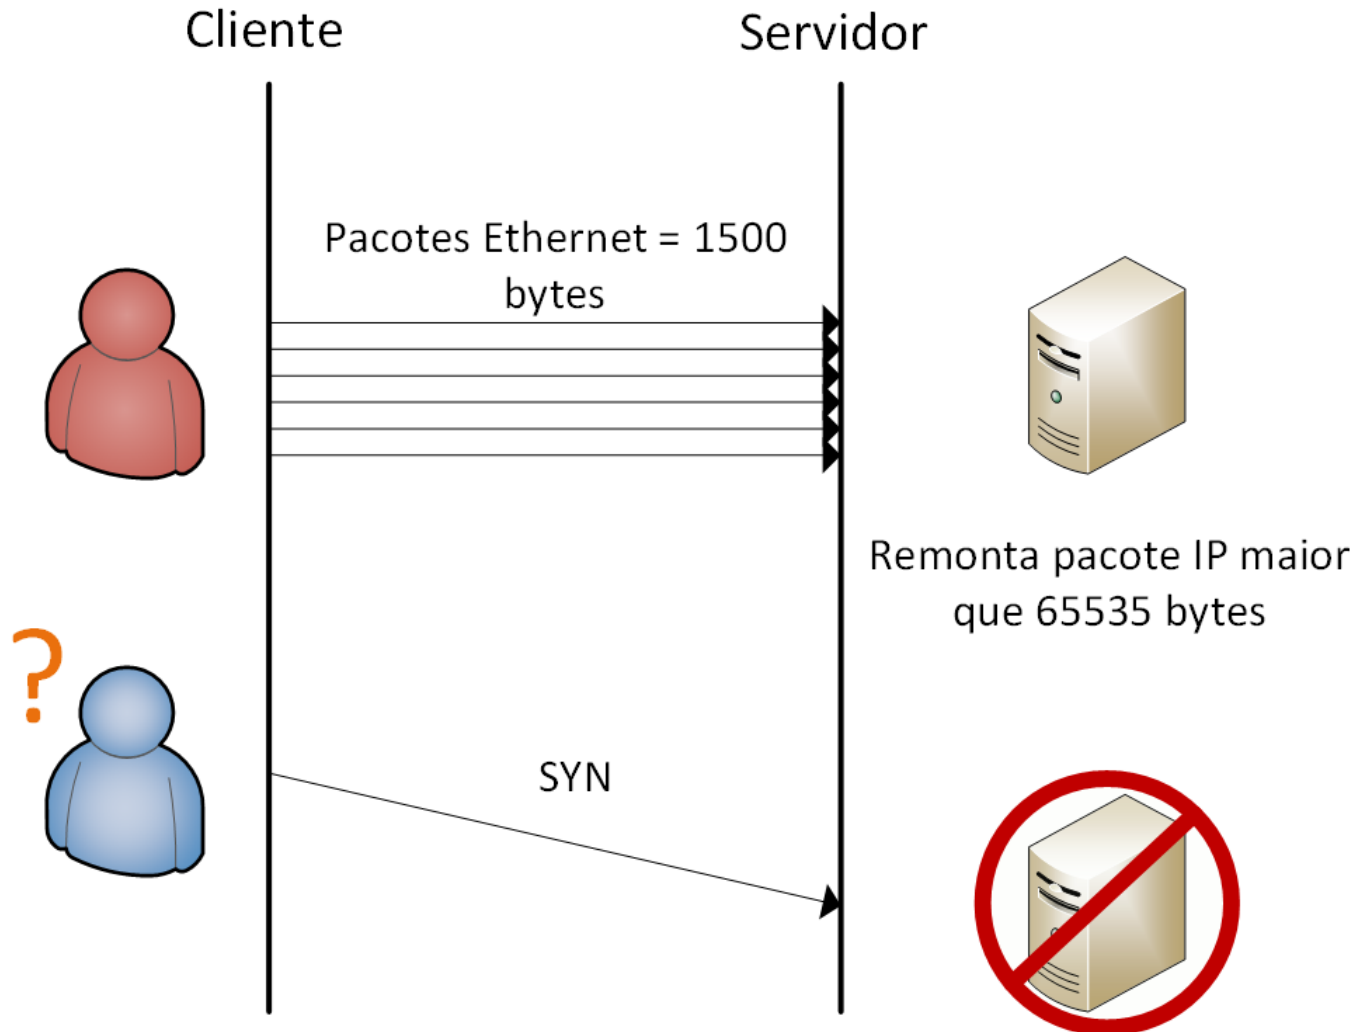 Cliente
Servidor
Pacotes Ethernet = 1500
bytes
Remonta pacote IP maior
que 65535 bytes
?
SYN